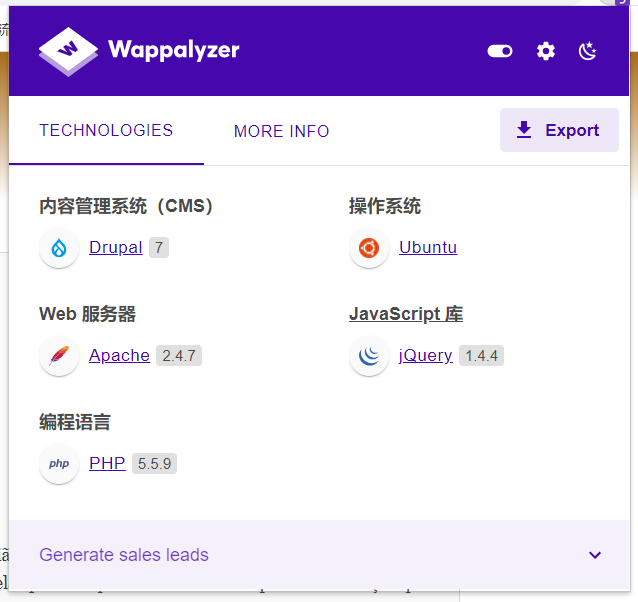 流
5
W
Wappalyzer
TECHNOLOGIES
MORE INFO
Export
内容管理系统（CMS）
Drupal 7
操作系统
Ubuntu
Web 服务器
Apache 2.4.7
JavaScript 库
jQuery 1.4.4
编程语言
php PHP 5.5.9
Generate sales leads